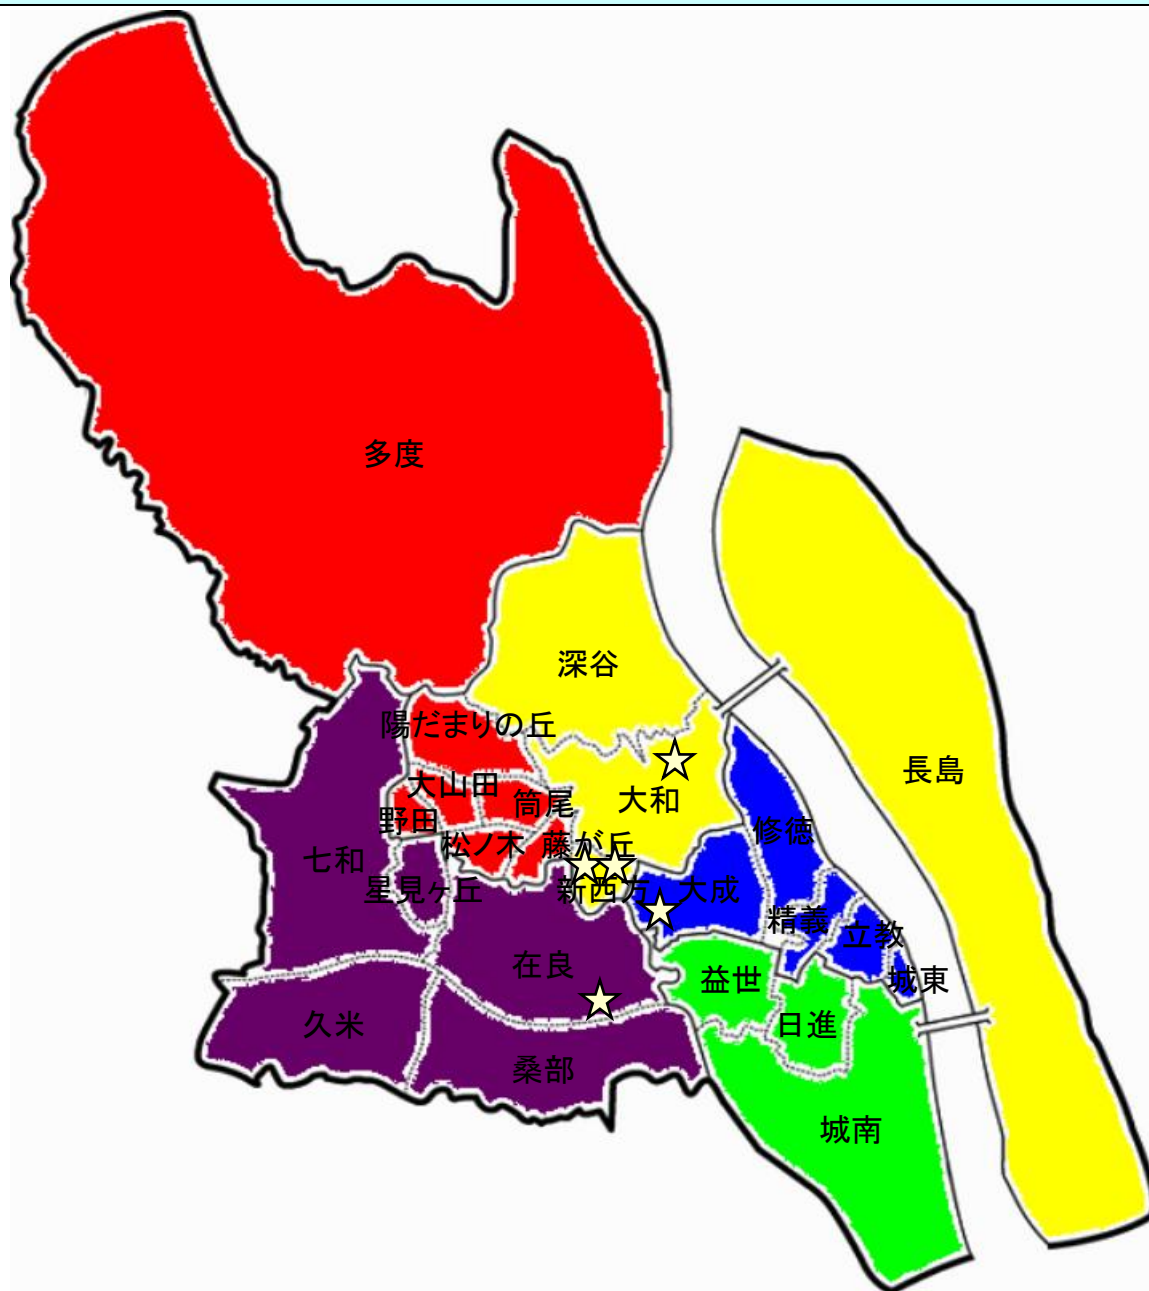 多度
深谷
陽だまりの丘
長島
大山田
筒尾
大和
野田
修徳
松ノ木
藤が丘
七和
星見ヶ丘
新西方
大成
精義
立教
在良
益世
城東
久米
日進
桑部
城南